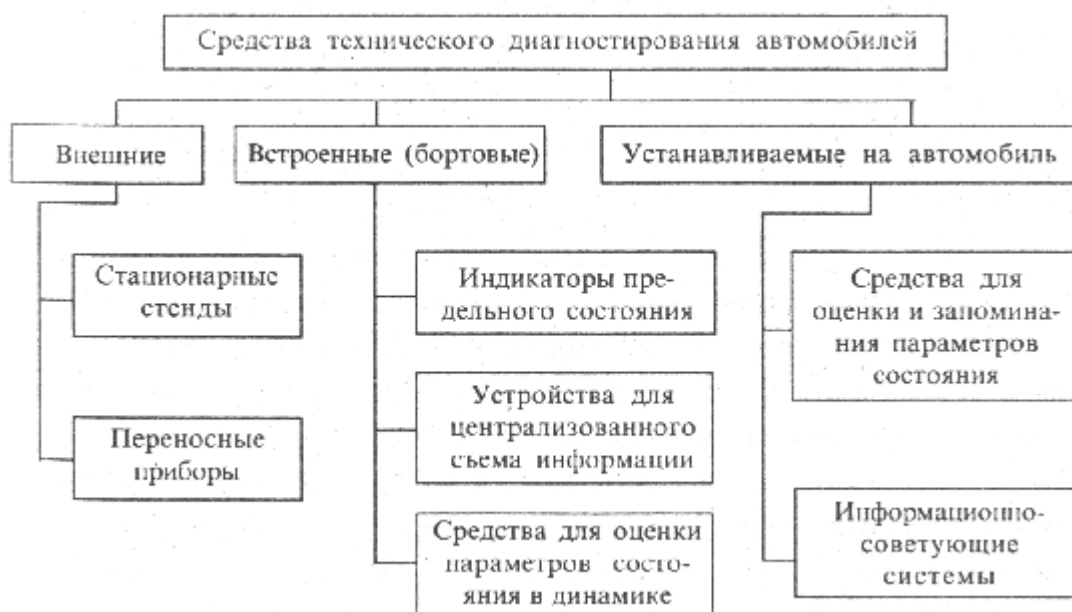 Средства технического диагностирования автомобилей
Внешние
Встроенные (бортовые)
Устанавливаемые на автомобиль
Стационарные
стенды
Переносные
приборы
Индикаторы пре-
дельного состояния
Устройства для
централизованного
съема информации
Средства для оценки
параметров состо-
яния в динамике
Средства для
оценки и запомина-
ния параметров
состояния
Информационно-
советующие
системы